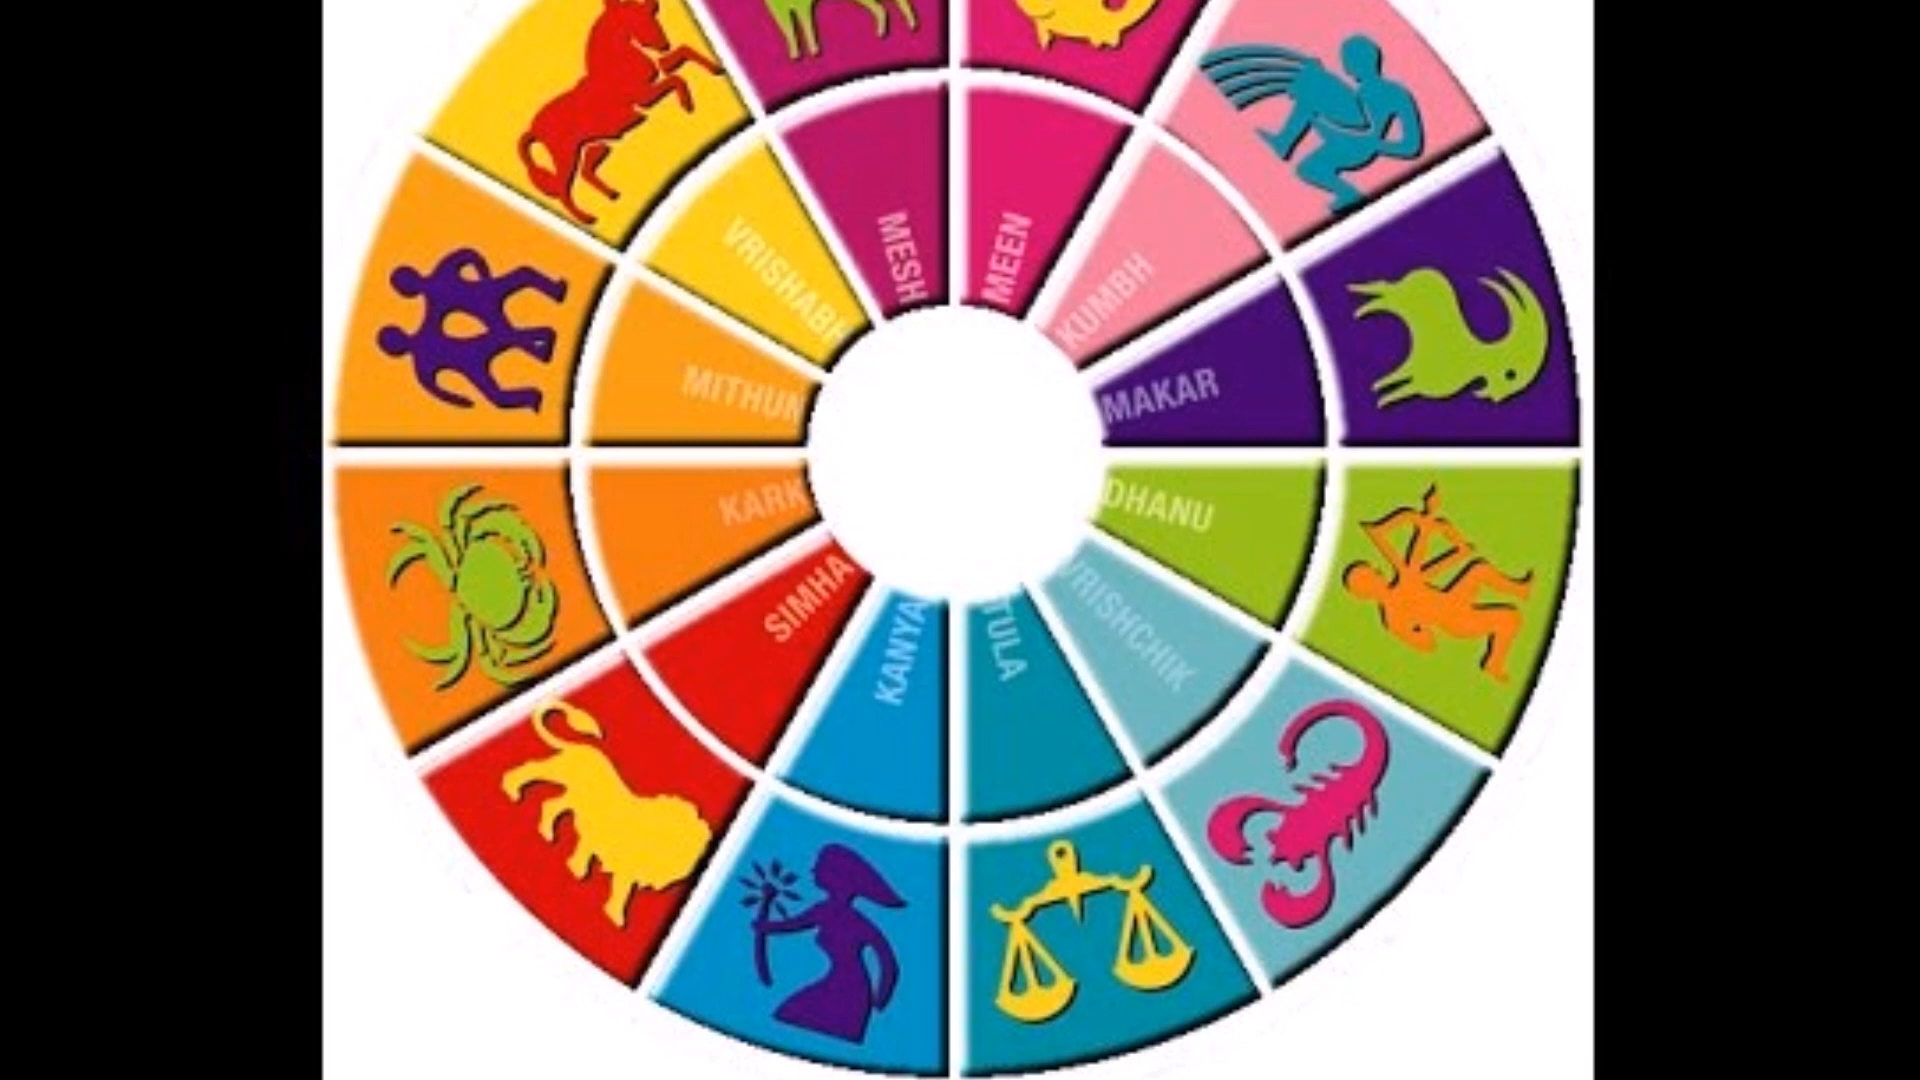 MESH
MEEN
VRISHABH
KUMBH
MITHUN
MAKAR
KARK
DHANU
SIMHA
VRISHCHIK
KANYA
TULA